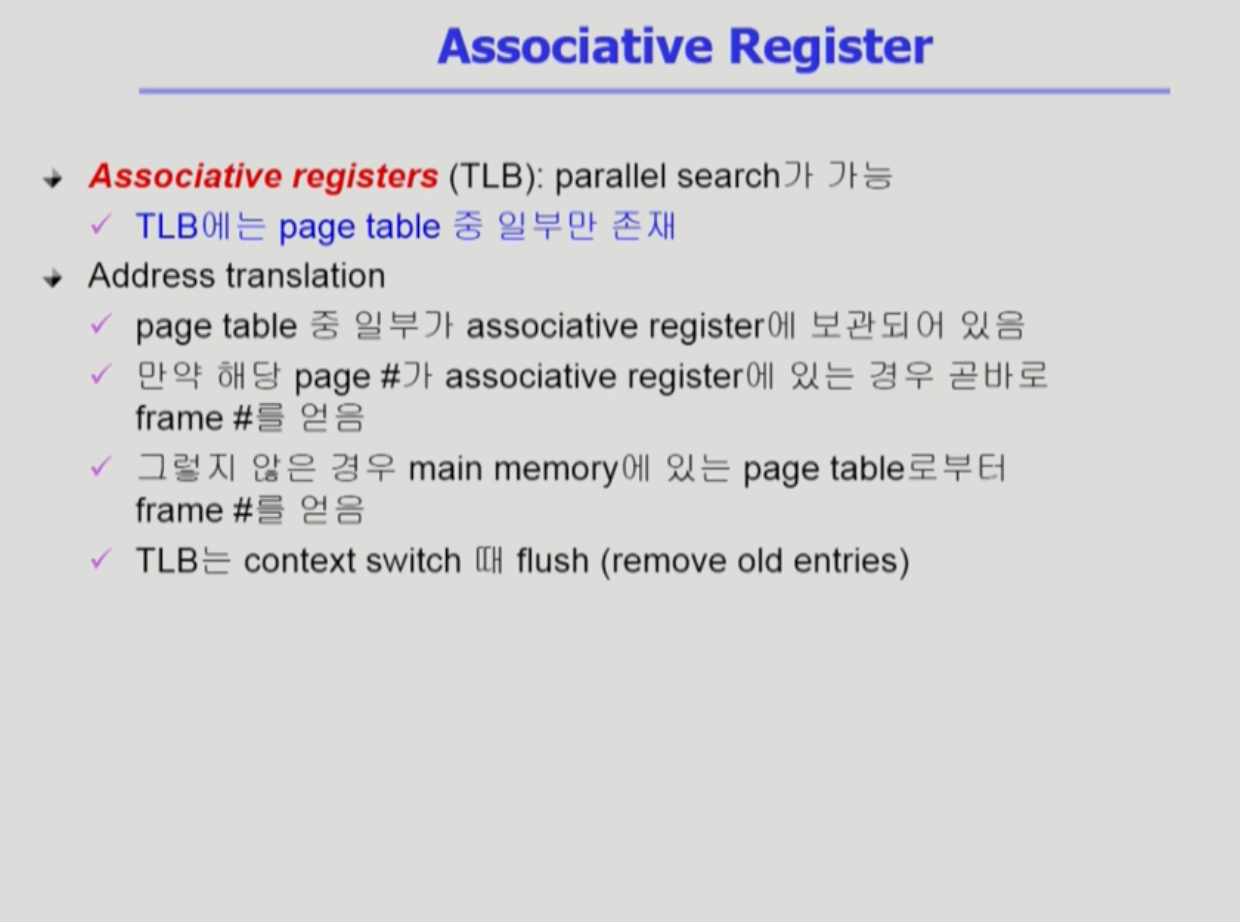 Associative Register
Associative registers (TLB): parallel search가 가능
TLB에는 page table 중 일부만 존재
Address translation
page table 중 일부가 associative register에 보관되어 있음
만약 해당 page #가 associative register에 있는 경우 곧바로
frame #를 얻음
그렇지 않은 경우 main memory에 있는 page table로부터
frame #를 얻음
TLB는 context switch 때 flush (remove old entries)